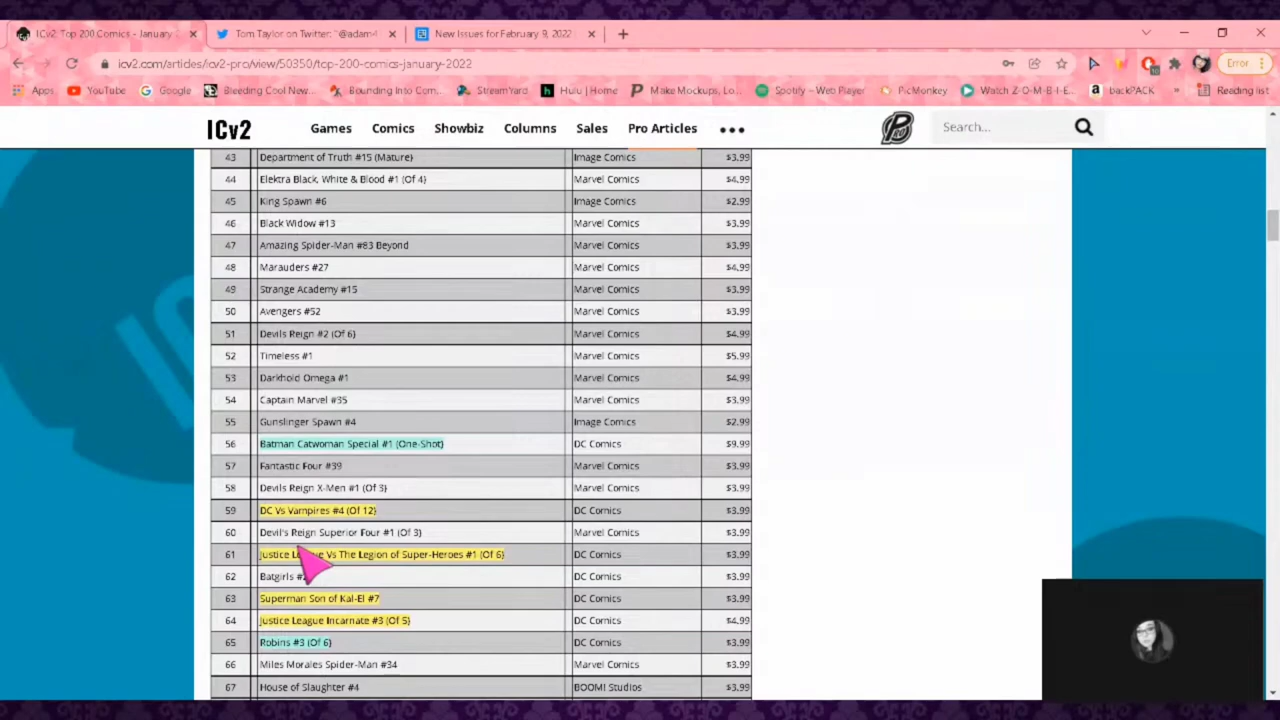 ICv2: Top 200 Comics - January 2
Tom Taylor on Twitter: "@adam4
New Issues for February 9, 2022
icv2.com/articles/icv2-pro/view/50350/top-200-comics-january-2022
Error
Apps YouTube Google Bleeding Cool New... Bounding Into Com... StreamYard Hulu | Home Make Mockups, Lo... Spotify – Web Player PicMonkey Watch Z-O-M-B-I-E... backPACK » Reading list
ICv2 Games Comics Showbiz Columns Sales Pro Articles ••• PRO Search...
43 Department of Truth #15 (Mature) Image Comics $3.99
44 Elektra Black, White & Blood #1 (Of 4) Marvel Comics $4.99
45 King Spawn #6 Image Comics $2.99
46 Black Widow #13 Marvel Comics $3.99
47 Amazing Spider-Man #83 Beyond Marvel Comics $3.99
48 Marauders #27 Marvel Comics $4.99
49 Strange Academy #15 Marvel Comics $3.99
50 Avengers #52 Marvel Comics $3.99
51 Devils Reign #2 (Of 6) Marvel Comics $4.99
52 Timeless #1 Marvel Comics $5.99
53 Darkhold Omega #1 Marvel Comics $4.99
54 Captain Marvel #35 Marvel Comics $3.99
55 Gunslinger Spawn #4 Image Comics $2.99
56 Batman Catwoman Special #1 (One-Shot) DC Comics $9.99
57 Fantastic Four #39 Marvel Comics $3.99
58 Devils Reign X-Men #1 (Of 3) Marvel Comics $3.99
59 DC Vs Vampires #4 (Of 12) DC Comics $3.99
60 Devil's Reign Superior Four #1 (Of 3) Marvel Comics $3.99
61 Justice League Vs The Legion of Super-Heroes #1 (Of 6) DC Comics $3.99
62 Batgirls #2 DC Comics $3.99
63 Superman Son of Kal-El #7 DC Comics $3.99
64 Justice League Incarnate #3 (Of 5) DC Comics $4.99
65 Robins #3 (Of 6) DC Comics $3.99
66 Miles Morales Spider-Man #34 Marvel Comics $3.99
67 House of Slaughter #4 BOOM! Studios $3.99